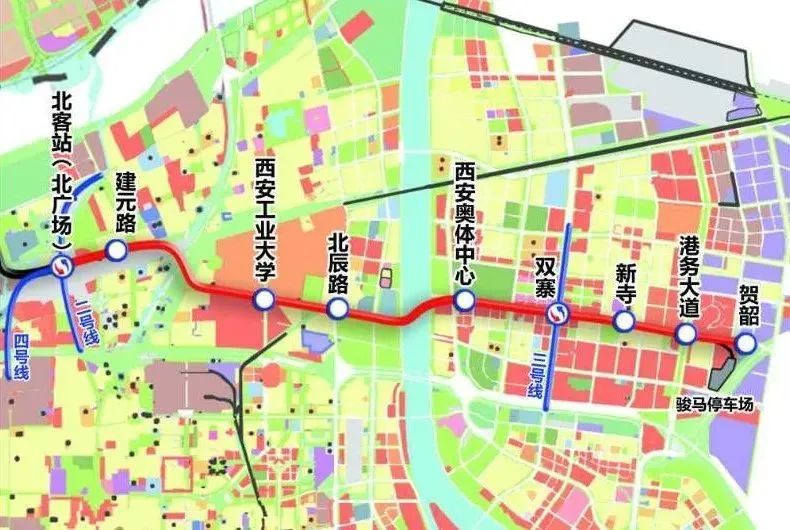 北客站（北广场）
建元路
西安工业大学
北辰路
西安奥体中心
双寨
新寺
港务大道
贺韶
四号线
二号线
三号线
骏马停车场